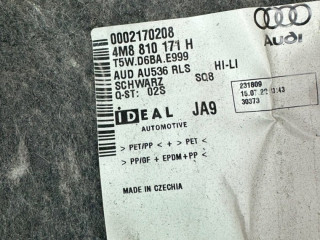 0002170208
4M8 810 171 H
T5W.D6BA.E999
AUD AU536 RLS HI-LI
SCHWARZ SQ8
Q-ST: 02S
Audi
231809
30373
IDEAL JA9
AUTOMOTIVE
> PET/PP < + > PET <
> PP/GF + EPDM+PP <
MADE IN CZECHIA